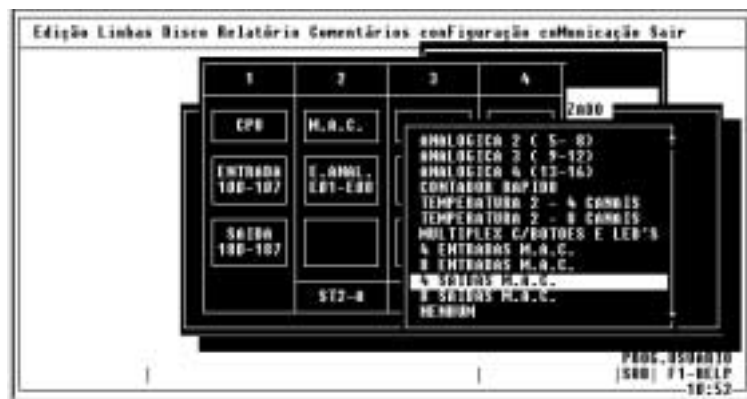 Edição Linhas Disco Relatório Comentários conFiguração coMunicação Sair
1 2 3 4
ZADO
CPU M.A.C.
ENTRADA E.ANAL.
100-107 E01-E08
SAIDA
180-187
ST2-8
ANALOGICA 2 ( 5- 8)
ANALOGICA 3 ( 9-12)
ANALOGICA 4 (13-16)
CONTADOR RAPIDO
TEMPERATURA 2 - 4 CANAIS
TEMPERATURA 2 - 8 CANAIS
MULTIPLEX C/BOTOES E LED'S
4 ENTRADAS M.A.C.
8 ENTRADAS M.A.C.
4 SAIDAS M.A.C.
8 SAIDAS M.A.C.
NENHUM
PROG.USUARIO
F1-HELP
10:52